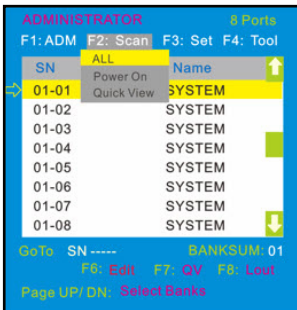 ADMINISTRATOR 8 Ports
F1: ADM F2: Scan F3: Set F4: Tool
SN Name
ALL
Power On
Quick View
01-01 SYSTEM
01-02 SYSTEM
01-03 SYSTEM
01-04 SYSTEM
01-05 SYSTEM
01-06 SYSTEM
01-07 SYSTEM
01-08 SYSTEM
GoTo SN ----- BANKSUM: 01
F6: Edit F7: QV F8: Lout
Page UP/ DN: Select Banks